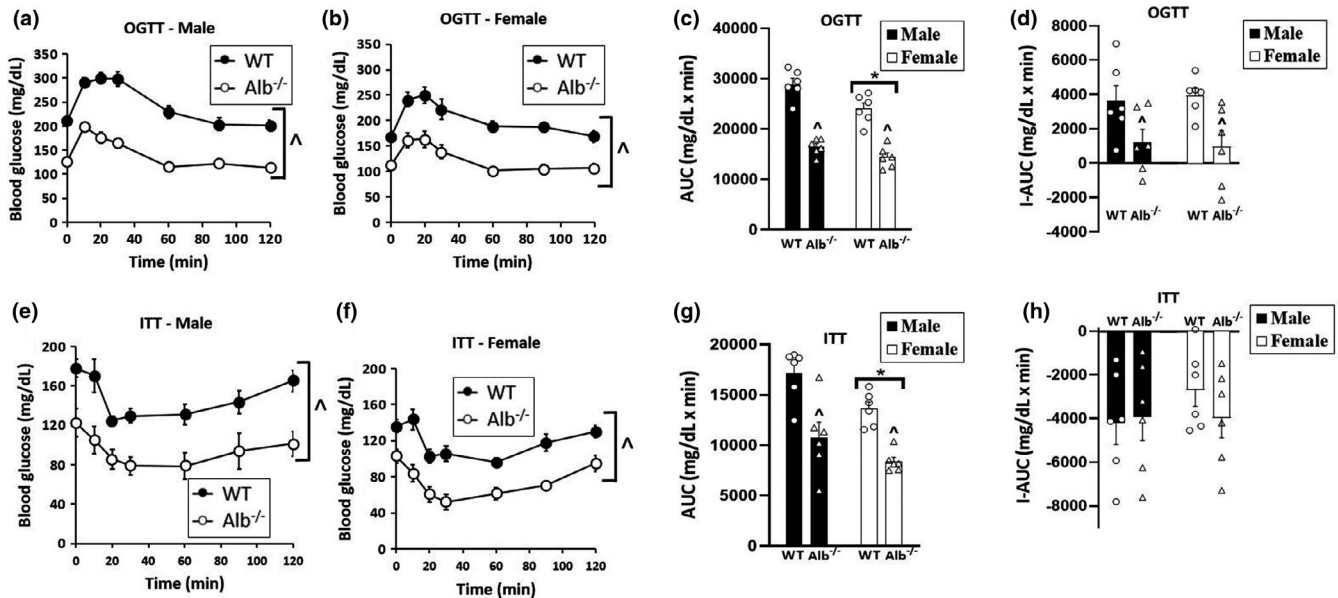 (a)
OGTT - Male
WT
Alb-/-
Blood glucose (mg/dL)
350
300
250
200
150
100
50
0
^
0 20 40 60 80 100 120
Time (min)
(b)
OGTT - Female
WT
Alb-/-
Blood glucose (mg/dL)
350
300
250
200
150
100
50
0
^
0 20 40 60 80 100 120
Time (min)
(c)
OGTT
Male
Female
AUC (mg/dL x min)
40000
30000
20000
10000
0
*
^ ^
WT Alb-/- WT Alb-/-
(d)
OGTT
Male
Female
I-AUC (mg/dL x min)
8000
6000
4000
2000
0
-2000
-4000
^ ^
WT Alb-/- WT Alb-/-
(e)
ITT - Male
WT
Alb-/-
Blood glucose (mg/dL)
200
160
120
80
40
0
^
0 20 40 60 80 100 120
Time (min)
(f)
ITT - Female
WT
Alb-/-
Blood glucose (mg/dL)
200
160
120
80
40
0
^
0 20 40 60 80 100 120
Time (min)
(g)
ITT
Male
Female
AUC (mg/dL x min)
20000
15000
10000
5000
0
*
^ ^
WT Alb-/- WT Alb-/-
(h)
ITT
Male
Female
WT Alb-/- WT Alb-/-
I-AUC (mg/dL x min)
0
-2000
-4000
-6000
-8000